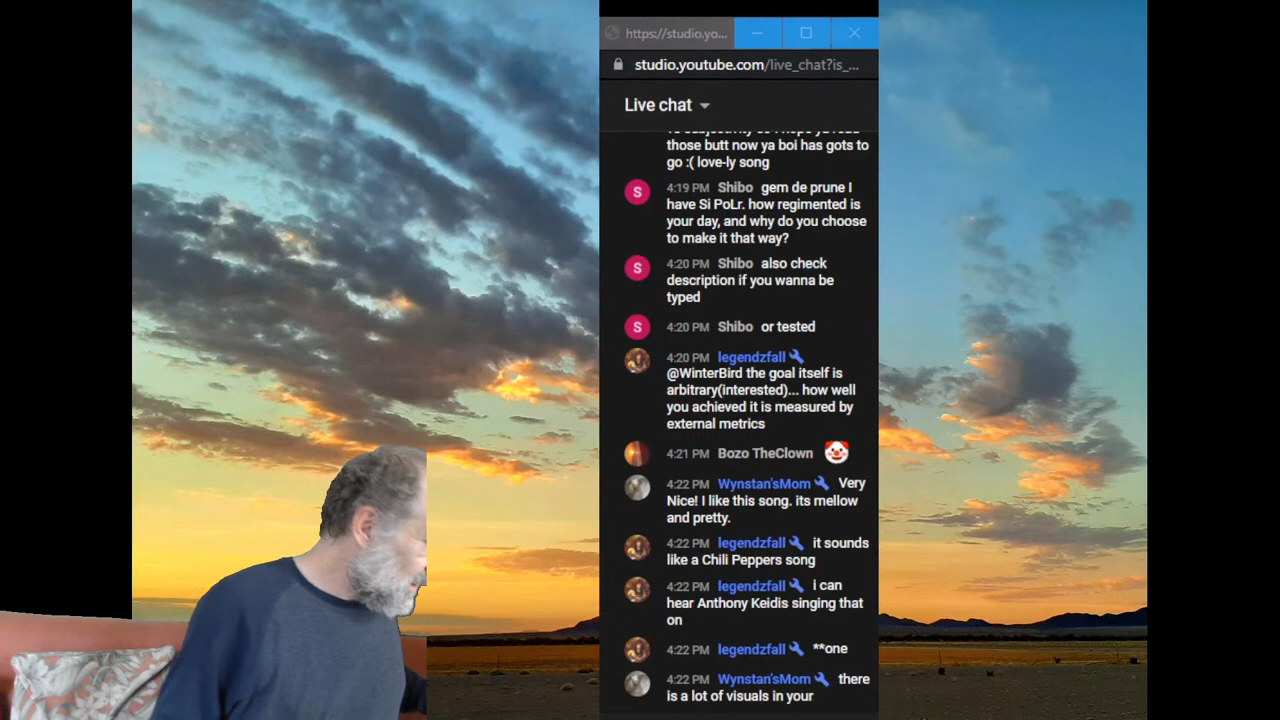 https://studio.yo...
studio.youtube.com/live_chat?is_...
Live chat
those butt now ya boi has gots to
go :( love-ly song
S
4:19 PM Shibo gem de prune I
have Si PoLr. how regimented is
your day, and why do you choose
to make it that way?
S
4:20 PM Shibo also check
description if you wanna be
typed
S
4:20 PM Shibo or tested
4:20 PM legendzfall
@WinterBird the goal itself is
arbitrary(interested)... how well
you achieved it is measured by
external metrics
4:21 PM Bozo TheClown
4:22 PM Wynstan'sMom Very
Nice! I like this song. its mellow
and pretty.
4:22 PM legendzfall it sounds
like a Chili Peppers song
4:22 PM legendzfall i can
hear Anthony Keidis singing that
on
4:22 PM legendzfall **one
4:22 PM Wynstan'sMom there
is a lot of visuals in your